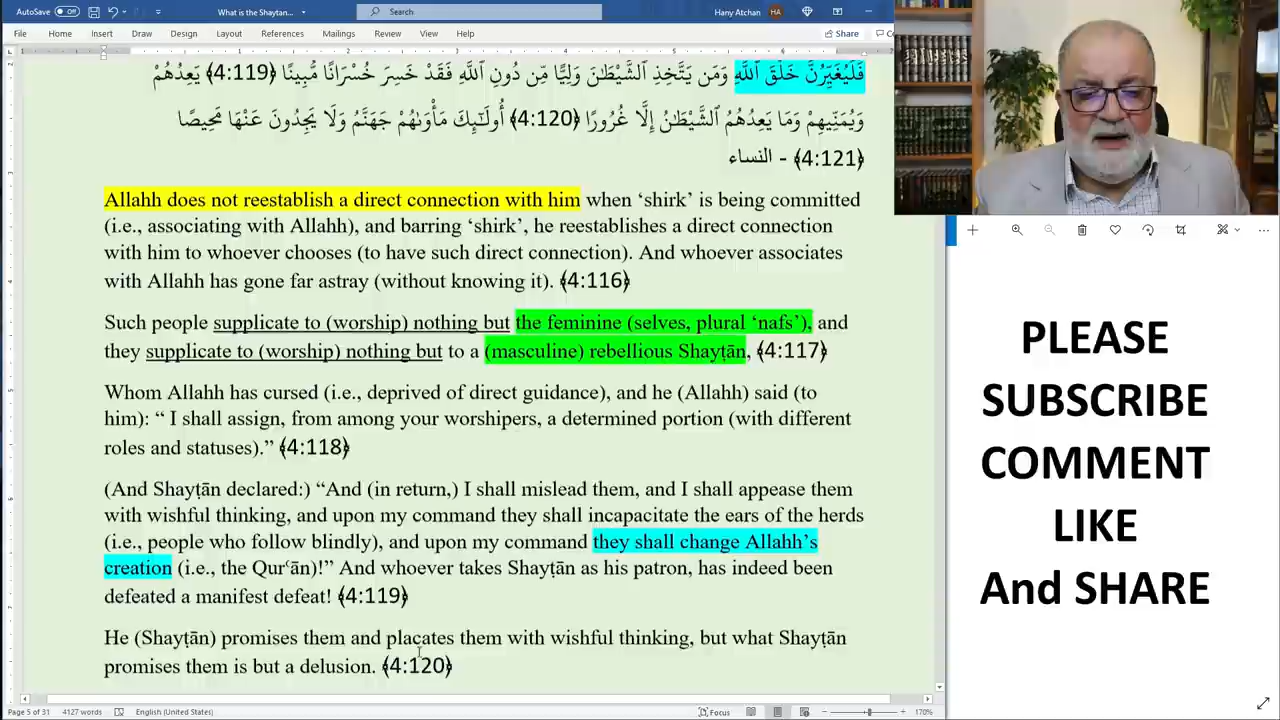 AutoSave Off
What is the Shaytan...
Search
Hany Atchan
HA
File Home Insert Draw Design Layout References Mailings Review View Help
Share
فَلَيُغَيِّرُنَّ خَلْقَ ٱللَّهِ وَمَن يَتَّخِذِ ٱلشَّيْطَـٰنَ وَلِيًّا مِّن دُونِ ٱللَّهِ فَقَدْ خَسِرَ خُسْرَانًا مُّبِينًا ﴿4:119﴾ يَعِدُهُمْ
وَيُمَنِّيهِمْ وَمَا يَعِدُهُمُ ٱلشَّيْطَـٰنُ إِلَّا غُرُورًا ﴿4:120﴾ أُولَـٰئِكَ مَأْوَىٰهُمْ جَهَنَّمُ وَلَا يَجِدُونَ عَنْهَا مَحِيصًا
﴿4:121﴾ - النساء
Allahh does not reestablish a direct connection with him when ‘shirk’ is being committed
(i.e., associating with Allahh), and barring ‘shirk’, he reestablishes a direct connection
with him to whoever chooses (to have such direct connection). And whoever associates
with Allahh has gone far astray (without knowing it). ﴾4:116﴿
Such people supplicate to (worship) nothing but the feminine (selves, plural ‘nafs’), and
they supplicate to (worship) nothing but to a (masculine) rebellious Shayṭān, ﴾4:117﴿
Whom Allahh has cursed (i.e., deprived of direct guidance), and he (Allahh) said (to
him): “ I shall assign, from among your worshipers, a determined portion (with different
roles and statuses).” ﴾4:118﴿
(And Shayṭān declared:) “And (in return,) I shall mislead them, and I shall appease them
with wishful thinking, and upon my command they shall incapacitate the ears of the herds
(i.e., people who follow blindly), and upon my command they shall change Allahh’s
creation (i.e., the Qurʿān)!” And whoever takes Shayṭān as his patron, has indeed been
defeated a manifest defeat! ﴾4:119﴿
He (Shayṭān) promises them and placates them with wishful thinking, but what Shayṭān
promises them is but a delusion. ﴾4:120﴿
Page 5 of 31 4127 words English (United States) Focus 170%
PLEASE
SUBSCRIBE
COMMENT
LIKE
And SHARE